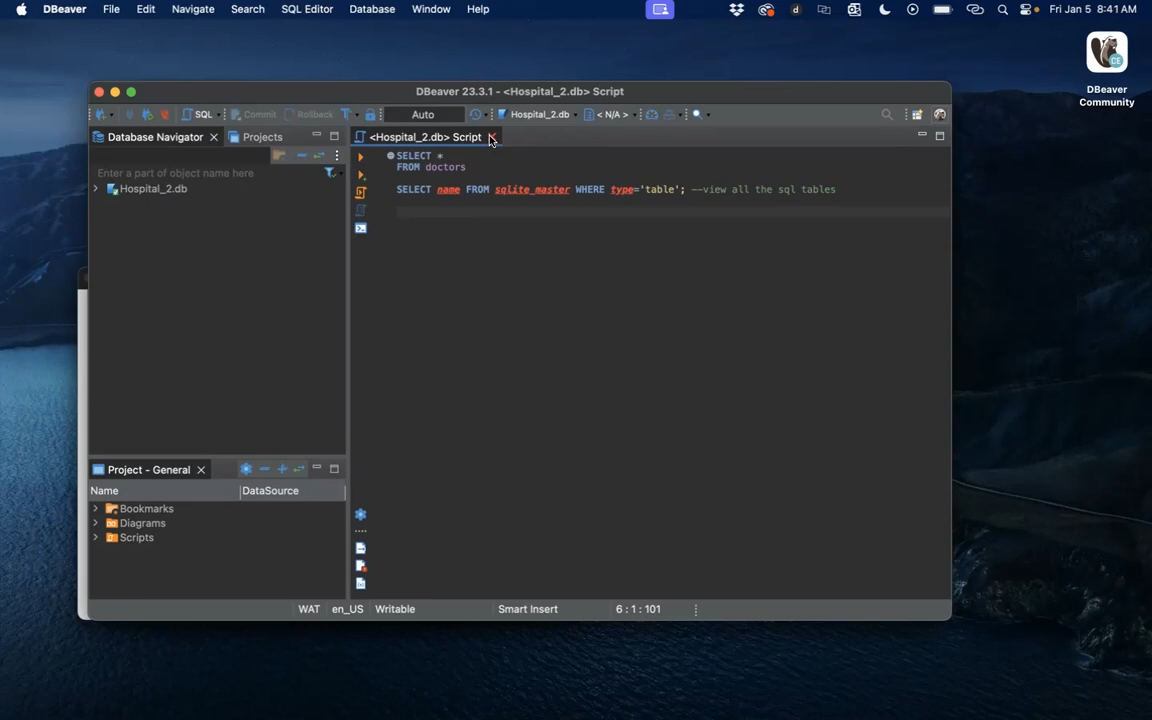 DBeaver File Edit Navigate Search SQL Editor Database Window Help Fri Jan 5 8:41 AM
CE
DBeaver
Community
DBeaver 23.3.1 - <Hospital_2.db> Script
SQL Commit Rollback T Auto Hospital_2.db < N/A >
Database Navigator Projects
<Hospital_2.db> Script
Enter a part of object name here
Hospital_2.db
SELECT *
FROM doctors
SELECT name FROM sqlite_master WHERE type='table'; --view all the sql tables
Project - General
Name DataSource
Bookmarks
Diagrams
Scripts
WAT en_US Writable Smart Insert 6 : 1 : 101